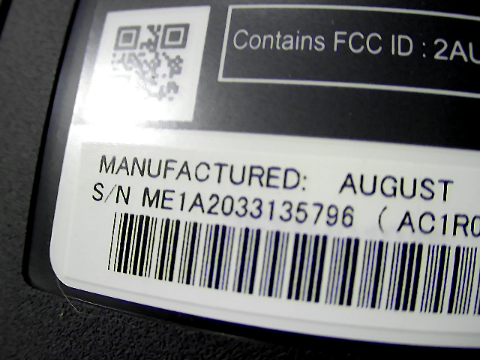 Contains FCC ID : 2AU
MANUFACTURED: AUGUST
S/N ME1A2033135796 ( AC1R0